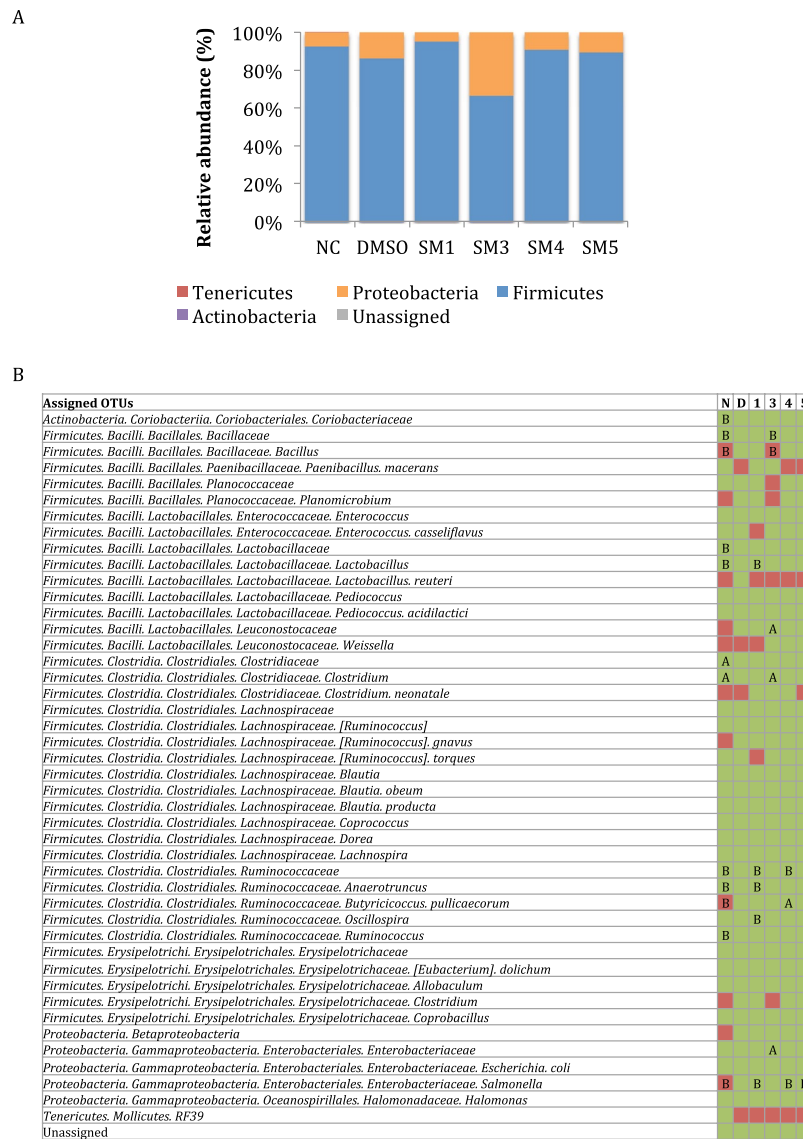 A
Relative abundance (%)
100%
80%
60%
40%
20%
0%
NC DMSO SM1 SM3 SM4 SM5
Tenericutes Proteobacteria Firmicutes
Actinobacteria Unassigned
B
Assigned OTUs N D 1 3 4
Actinobacteria. Coriobacteriia. Coriobacteriales. Coriobacteriaceae B
Firmicutes. Bacilli. Bacillales. Bacillaceae B B
Firmicutes. Bacilli. Bacillales. Bacillaceae. Bacillus B B
Firmicutes. Bacilli. Bacillales. Paenibacillaceae. Paenibacillus. macerans
Firmicutes. Bacilli. Bacillales. Planococcaceae
Firmicutes. Bacilli. Bacillales. Planococcaceae. Planomicrobium
Firmicutes. Bacilli. Lactobacillales. Enterococcaceae. Enterococcus
Firmicutes. Bacilli. Lactobacillales. Enterococcaceae. Enterococcus. casseliflavus
Firmicutes. Bacilli. Lactobacillales. Lactobacillaceae B
Firmicutes. Bacilli. Lactobacillales. Lactobacillaceae. Lactobacillus B B
Firmicutes. Bacilli. Lactobacillales. Lactobacillaceae. Lactobacillus. reuteri
Firmicutes. Bacilli. Lactobacillales. Lactobacillaceae. Pediococcus
Firmicutes. Bacilli. Lactobacillales. Lactobacillaceae. Pediococcus. acidilactici
Firmicutes. Bacilli. Lactobacillales. Leuconostocaceae A
Firmicutes. Bacilli. Lactobacillales. Leuconostocaceae. Weissella
Firmicutes. Clostridia. Clostridiales. Clostridiaceae A
Firmicutes. Clostridia. Clostridiales. Clostridiaceae. Clostridium A A
Firmicutes. Clostridia. Clostridiales. Clostridiaceae. Clostridium. neonatale
Firmicutes. Clostridia. Clostridiales. Lachnospiraceae
Firmicutes. Clostridia. Clostridiales. Lachnospiraceae. [Ruminococcus]
Firmicutes. Clostridia. Clostridiales. Lachnospiraceae. [Ruminococcus]. gnavus
Firmicutes. Clostridia. Clostridiales. Lachnospiraceae. [Ruminococcus]. torques
Firmicutes. Clostridia. Clostridiales. Lachnospiraceae. Blautia
Firmicutes. Clostridia. Clostridiales. Lachnospiraceae. Blautia. obeum
Firmicutes. Clostridia. Clostridiales. Lachnospiraceae. Blautia. producta
Firmicutes. Clostridia. Clostridiales. Lachnospiraceae. Coprococcus
Firmicutes. Clostridia. Clostridiales. Lachnospiraceae. Dorea
Firmicutes. Clostridia. Clostridiales. Lachnospiraceae. Lachnospira
Firmicutes. Clostridia. Clostridiales. Ruminococcaceae B B B
Firmicutes. Clostridia. Clostridiales. Ruminococcaceae. Anaerotruncus B B
Firmicutes. Clostridia. Clostridiales. Ruminococcaceae. Butyricicoccus. pullicaecorum B A
Firmicutes. Clostridia. Clostridiales. Ruminococcaceae. Oscillospira B
Firmicutes. Clostridia. Clostridiales. Ruminococcaceae. Ruminococcus B
Firmicutes. Erysipelotrichi. Erysipelotrichales. Erysipelotrichaceae
Firmicutes. Erysipelotrichi. Erysipelotrichales. Erysipelotrichaceae. [Eubacterium]. dolichum
Firmicutes. Erysipelotrichi. Erysipelotrichales. Erysipelotrichaceae. Allobaculum
Firmicutes. Erysipelotrichi. Erysipelotrichales. Erysipelotrichaceae. Clostridium
Firmicutes. Erysipelotrichi. Erysipelotrichales. Erysipelotrichaceae. Coprobacillus
Proteobacteria. Betaproteobacteria
Proteobacteria. Gammaproteobacteria. Enterobacteriales. Enterobacteriaceae A
Proteobacteria. Gammaproteobacteria. Enterobacteriales. Enterobacteriaceae. Escherichia. coli
Proteobacteria. Gammaproteobacteria. Enterobacteriales. Enterobacteriaceae. Salmonella B B B
Proteobacteria. Gammaproteobacteria. Oceanospirillales. Halomonadaceae. Halomonas
Tenericutes. Mollicutes. RF39
Unassigned